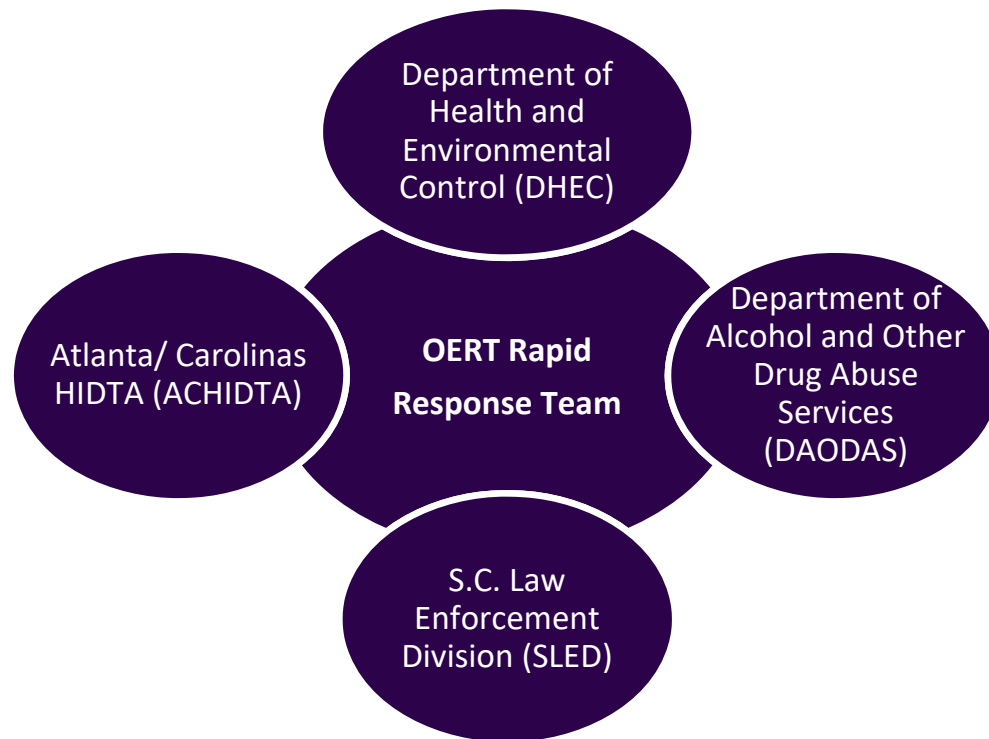 Department of
Health and
Environmental
Control (DHEC)
Atlanta/ Carolinas
HIDTA (ACHIDTA)
OERT Rapid
Response Team
Department of
Alcohol and Other
Drug Abuse
Services
(DAODAS)
S.C. Law
Enforcement
Division (SLED)